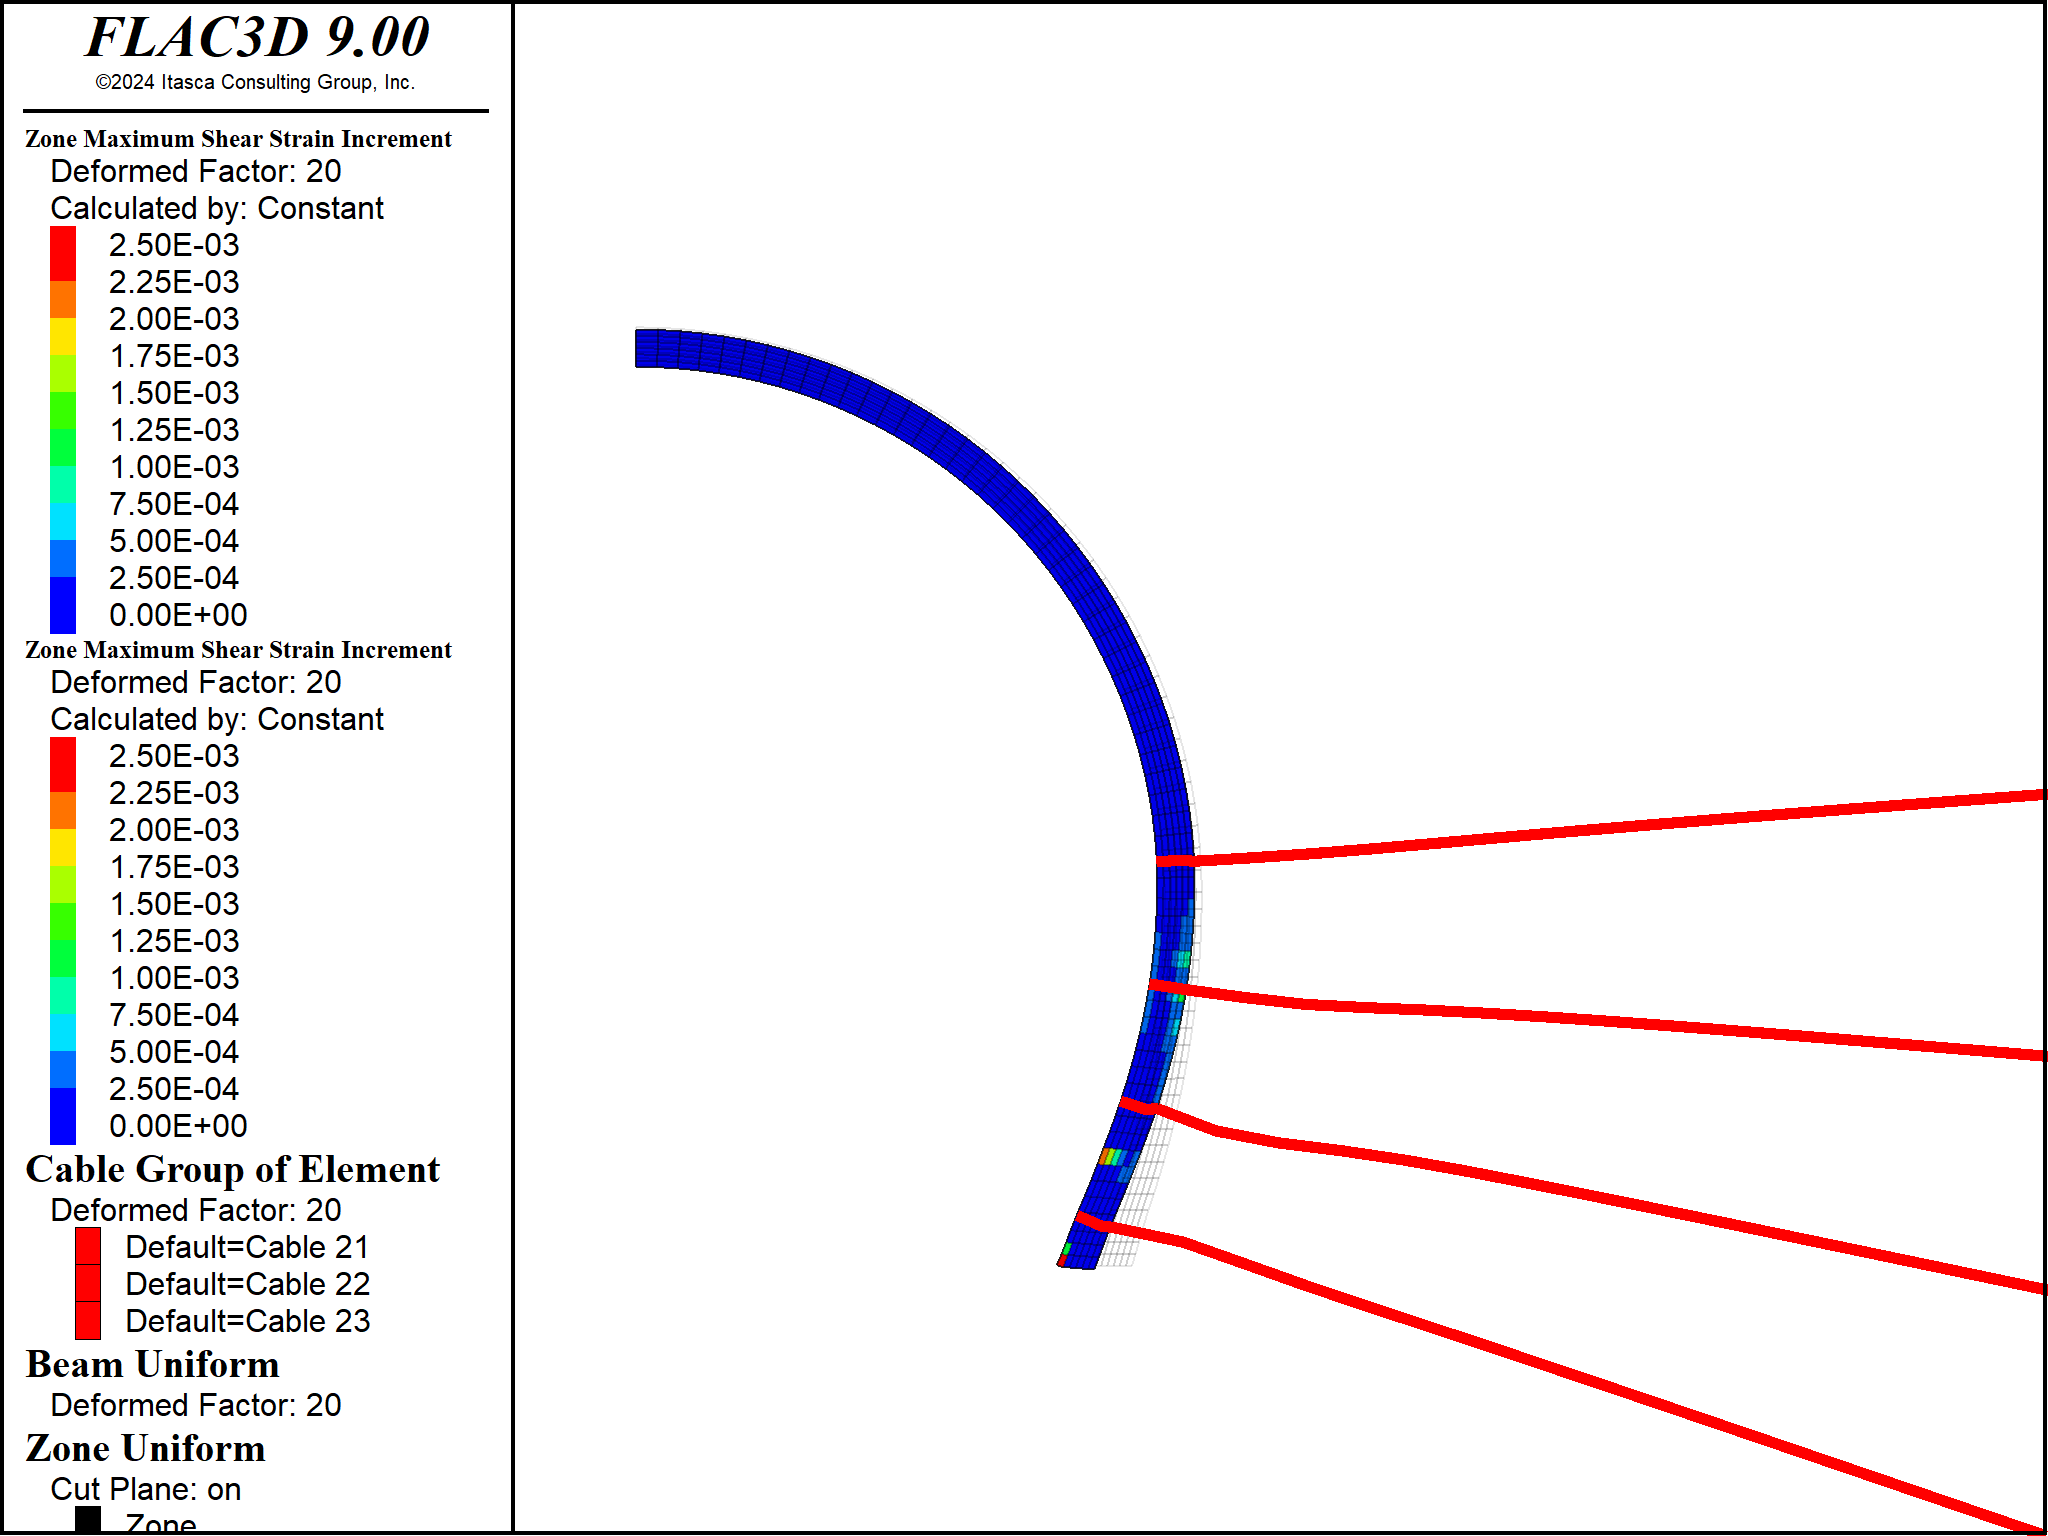 FLAC3D 9.00
©2024 Itasca Consulting Group, Inc.
Zone Maximum Shear Strain Increment
Deformed Factor: 20
Calculated by: Constant
2.50E-03
2.25E-03
2.00E-03
1.75E-03
1.50E-03
1.25E-03
1.00E-03
7.50E-04
5.00E-04
2.50E-04
0.00E+00
Zone Maximum Shear Strain Increment
Deformed Factor: 20
Calculated by: Constant
2.50E-03
2.25E-03
2.00E-03
1.75E-03
1.50E-03
1.25E-03
1.00E-03
7.50E-04
5.00E-04
2.50E-04
0.00E+00
Cable Group of Element
Deformed Factor: 20
Default=Cable 21
Default=Cable 22
Default=Cable 23
Beam Uniform
Deformed Factor: 20
Zone Uniform
Cut Plane: on
Zone